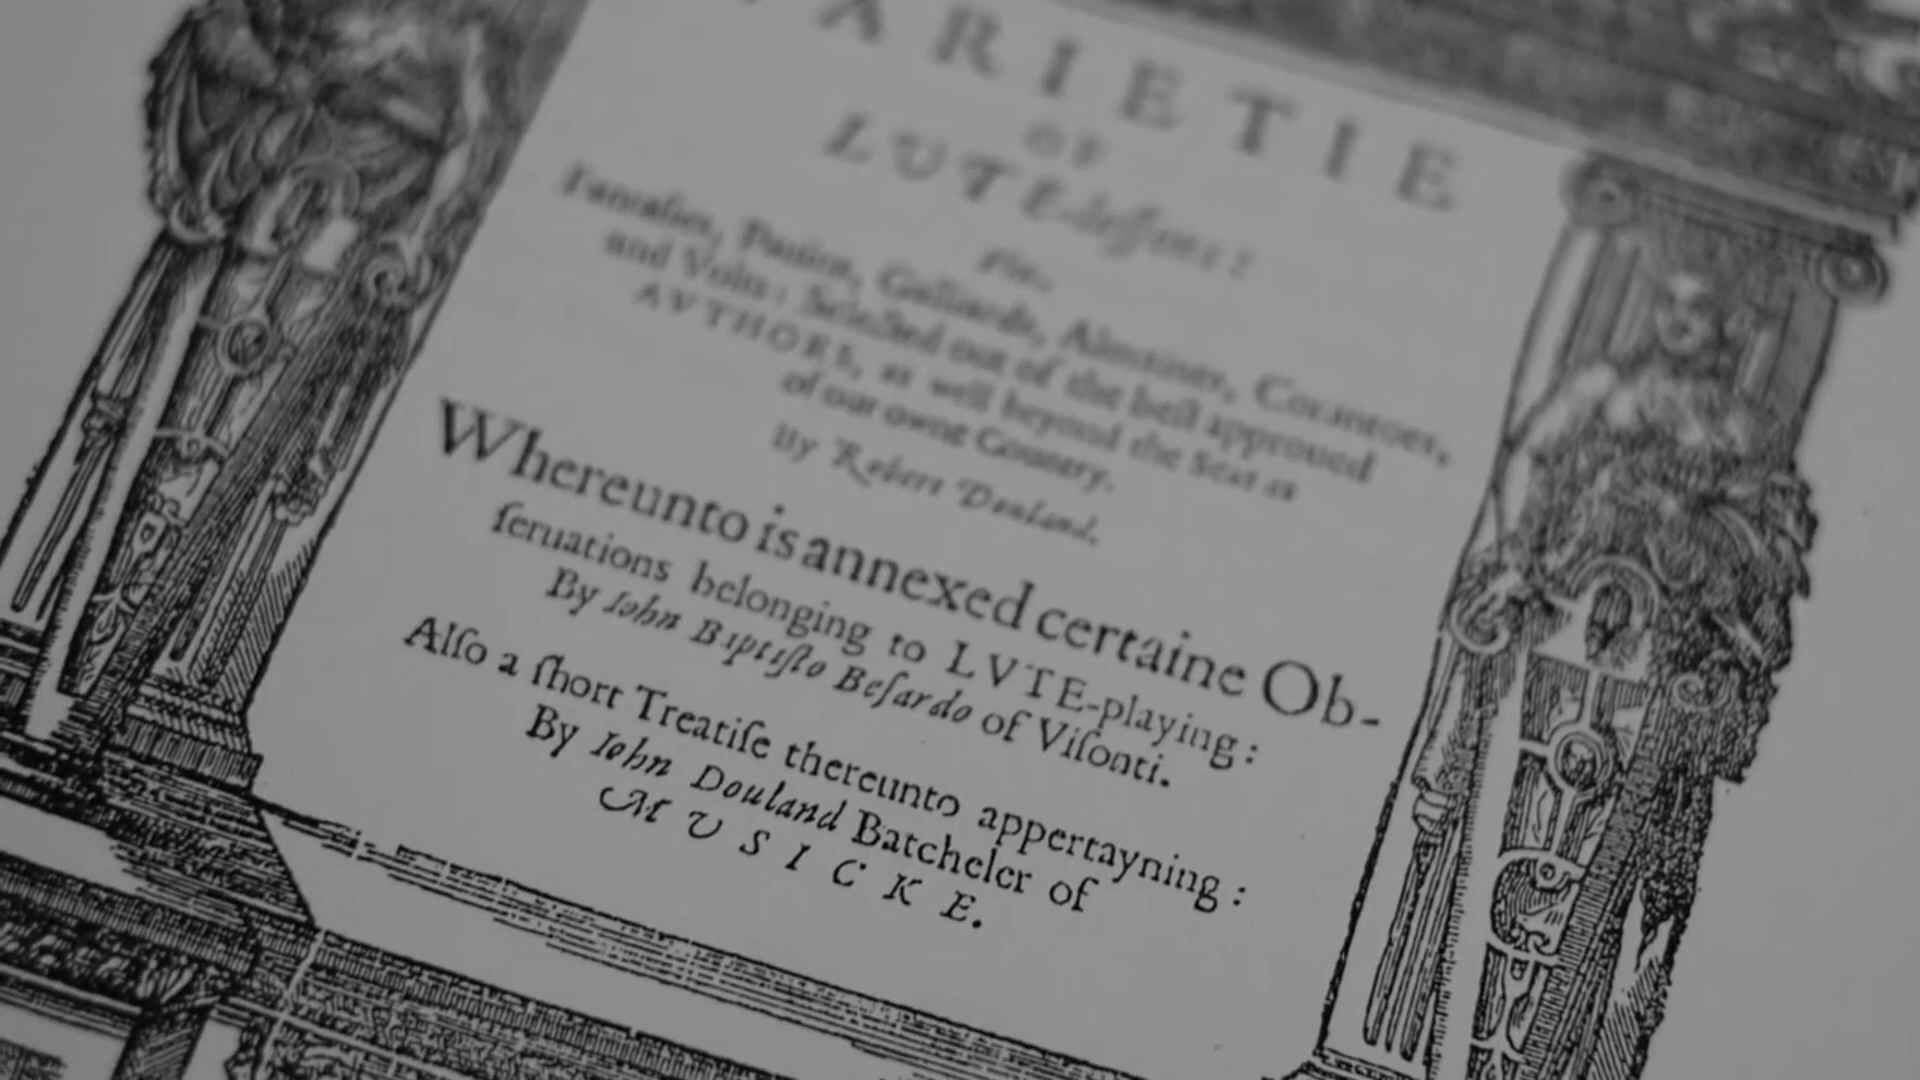 ARIETIE
OF
LUTE-leſſons:
Viz.
Fantaſies, Pauins, Galliards, Almaines, Corantoes,
and Volts: Selected out of the beſt approued
AVTHORS, as well beyond the Seas as
of our owne Country.
By Robert Douland.
Whereunto is annexed certaine Ob-
ſeruations belonging to LVTE-playing:
By Iohn Baptiſto Beſardo of Viſonti.
Alſo a ſhort Treatiſe thereunto appertayning:
By Iohn Douland Batcheler of
MUSICKE.